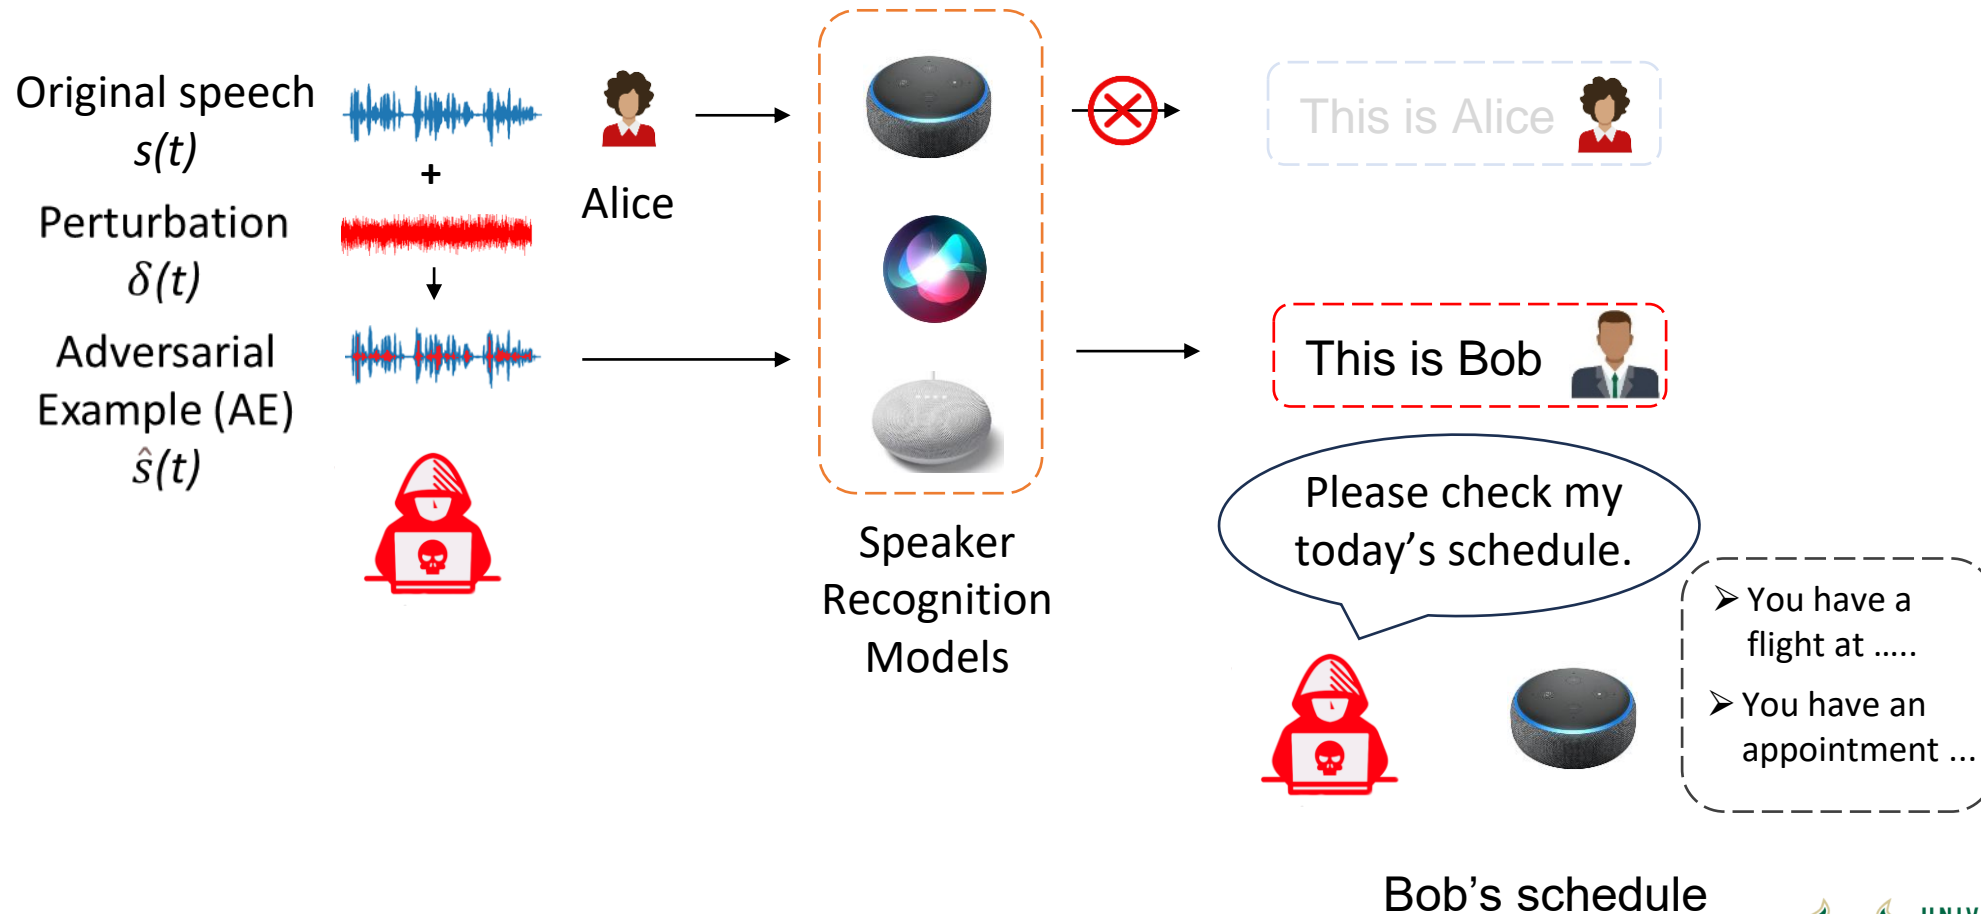 Original speech
s(t)
+
Perturbation
δ(t)
Adversarial
Example (AE)
ŝ(t)
Alice
Speaker
Recognition
Models
This is Alice
This is Bob
Please check my
today's schedule.
➢ You have a
flight at .....
➢ You have an
appointment ...
Bob's schedule